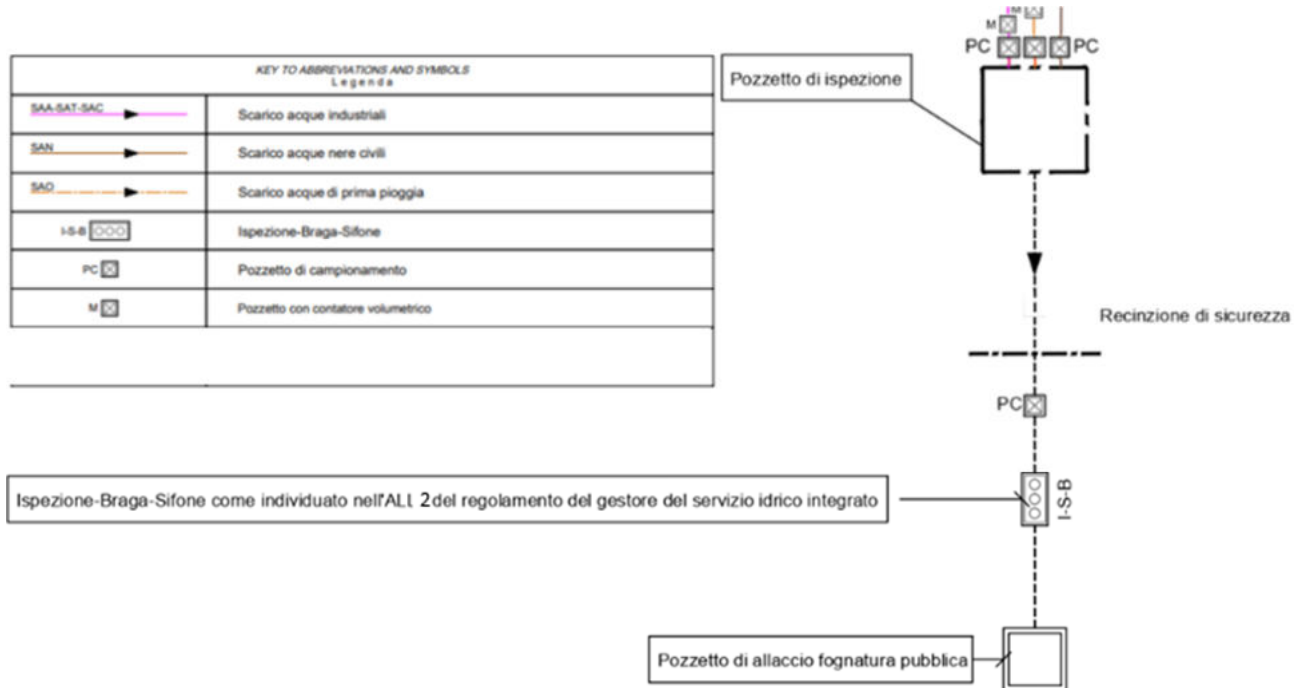 KEY TO ABBREVIATIONS AND SYMBOLS
Legenda
SAA-SAT-SAC
Scarico acque industriali
SAN
Scarico acque nere civili
SAO
Scarico acque di prima pioggia
I-S-B
Ispezione-Braga-Sifone
PC
Pozzetto di campionamento
M
Pozzetto con contatore volumetrico
M
M
PC
PC
Pozzetto di ispezione
Recinzione di sicurezza
PC
Ispezione-Braga-Sifone come individuato nell'ALL 2 del regolamento del gestore del servizio idrico integrato
I-S-B
Pozzetto di allaccio fognatura pubblica